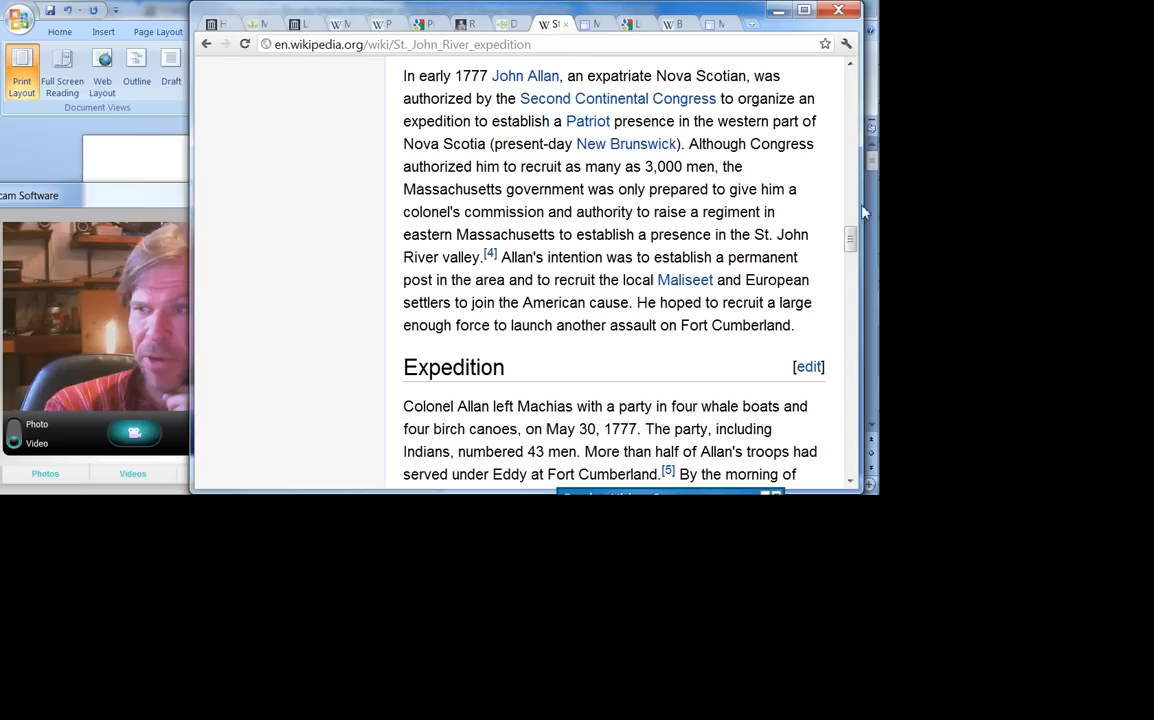 Home Insert Page Layout
Print Layout
Full Screen Reading
Web Layout
Outline
Draft
Document Views
cam Software
Photo
Video
Photos Videos
en.wikipedia.org/wiki/St._John_River_expedition
In early 1777 John Allan, an expatriate Nova Scotian, was
authorized by the Second Continental Congress to organize an
expedition to establish a Patriot presence in the western part of
Nova Scotia (present-day New Brunswick). Although Congress
authorized him to recruit as many as 3,000 men, the
Massachusetts government was only prepared to give him a
colonel's commission and authority to raise a regiment in
eastern Massachusetts to establish a presence in the St. John
River valley.[4] Allan's intention was to establish a permanent
post in the area and to recruit the local Maliseet and European
settlers to join the American cause. He hoped to recruit a large
enough force to launch another assault on Fort Cumberland.
Expedition [edit]
Colonel Allan left Machias with a party in four whale boats and
four birch canoes, on May 30, 1777. The party, including
Indians, numbered 43 men. More than half of Allan's troops had
served under Eddy at Fort Cumberland.[5] By the morning of